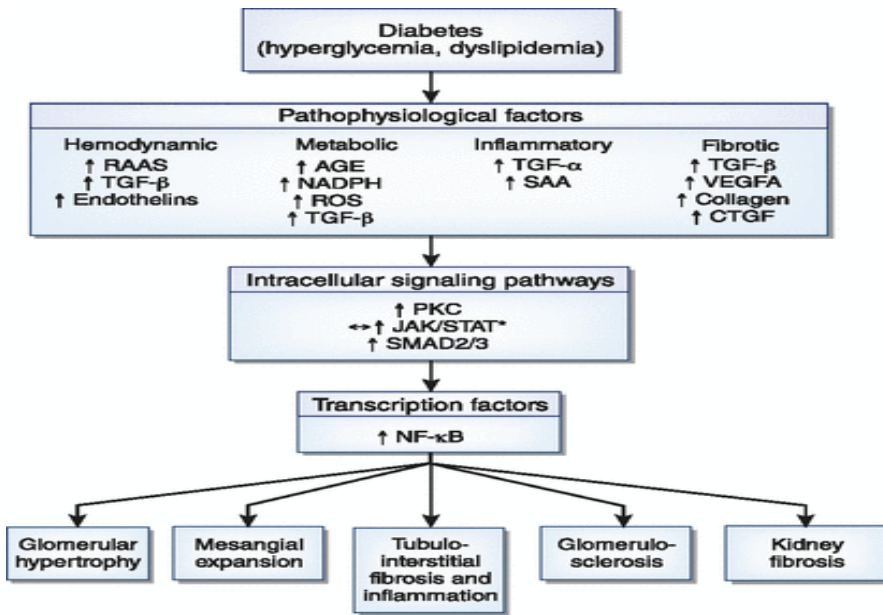 Diabetes
(hyperglycemia, dyslipidemia)
Pathophysiological factors
Hemodynamic
↑ RAAS
↑ TGF-β
↑ Endothelins
Metabolic
↑ AGE
↑ NADPH
↑ ROS
↑ TGF-β
Inflammatory
↑ TGF-α
↑ SAA
Fibrotic
↑ TGF-β
↑ VEGFA
↑ Collagen
↑ CTGF
Intracellular signaling pathways
↑ PKC
↔↑ JAK/STAT*
↑ SMAD2/3
Transcription factors
↑ NF-κB
Glomerular
hypertrophy
Mesangial
expansion
Tubulo-
interstitial
fibrosis and
inflammation
Glomerulo-
sclerosis
Kidney
fibrosis